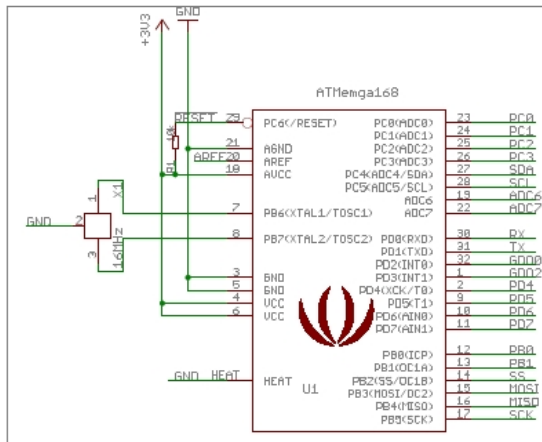 GND
+3V3
ATMemga168
RESET 29 PC6(/RESET) PC0(ADC0) 23 PC0
10k PC1(ADC1) 24 PC1
21 AGND PC2(ADC2) 25 PC2
AREF 20 AREF PC3(ADC3) 26 PC3
R1 18 AVCC PC4(ADC4/SDA) 27 SDA
PC5(ADC5/SCL) 28 SCL
X1 1 ADC6 19 ADC6
7 PB6(XTAL1/TOSC1) ADC7 22 ADC7
GND 2
3 16MHz 8 PB7(XTAL2/TOSC2) PD0(RXD) 30 RX
PD1(TXD) 31 TX
PD2(INT0) 32 GDO0
3 GND PD3(INT1) 1 GDO2
5 GND PD4(XCK/T0) 2 PD4
4 VCC PD5(T1) 9 PD5
6 VCC PD6(AIN0) 10 PD6
PD7(AIN1) 11 PD7
PB0(ICP) 12 PB0
PB1(OC1A) 13 PB1
GND HEAT HEAT PB2(SS/OC1B) 14 SS
U1 PB3(MOSI/OC2) 15 MOSI
PB4(MISO) 16 MISO
PB5(SCK) 17 SCK